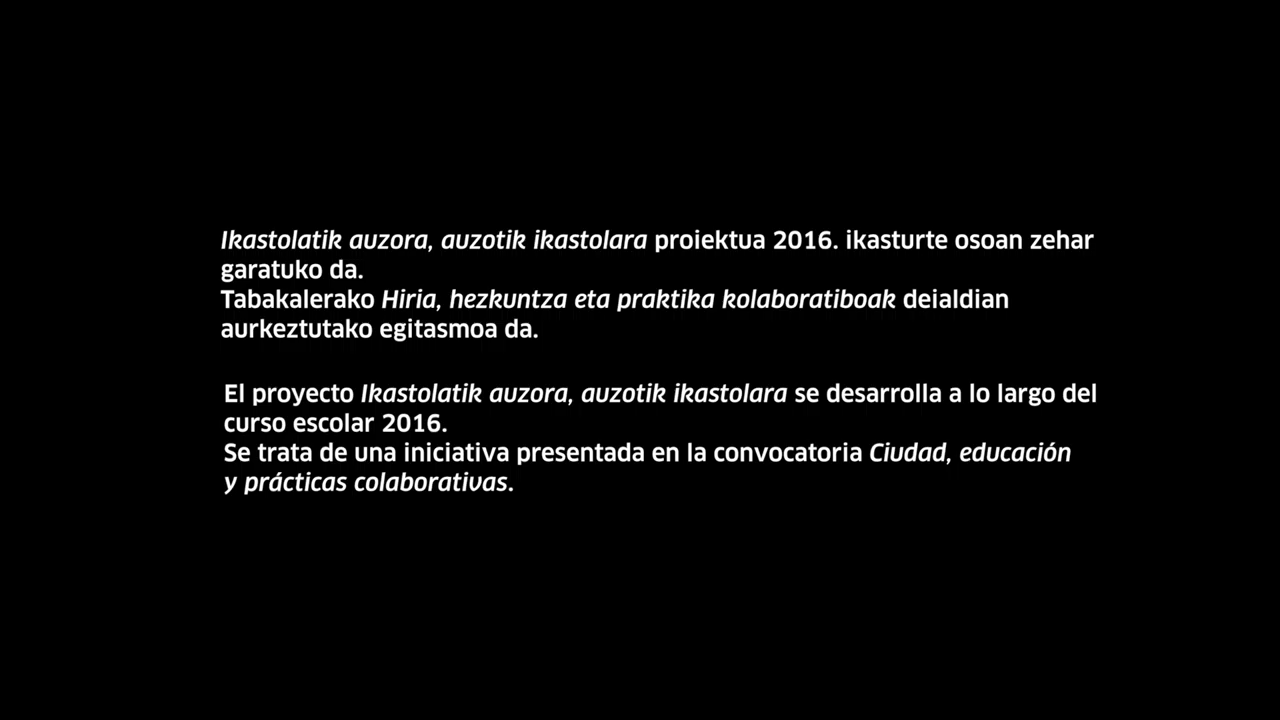 Ikastolatik auzora, auzotik ikastolara proiektua 2016. ikasturte osoan zehar
garatuko da.
Tabakalerako Hiria, hezkuntza eta praktika kolaboratiboak deialdian
aurkeztutako egitasmoa da.
El proyecto Ikastolatik auzora, auzotik ikastolara se desarrolla a lo largo del
curso escolar 2016.
Se trata de una iniciativa presentada en la convocatoria Ciudad, educación
y prácticas colaborativas.